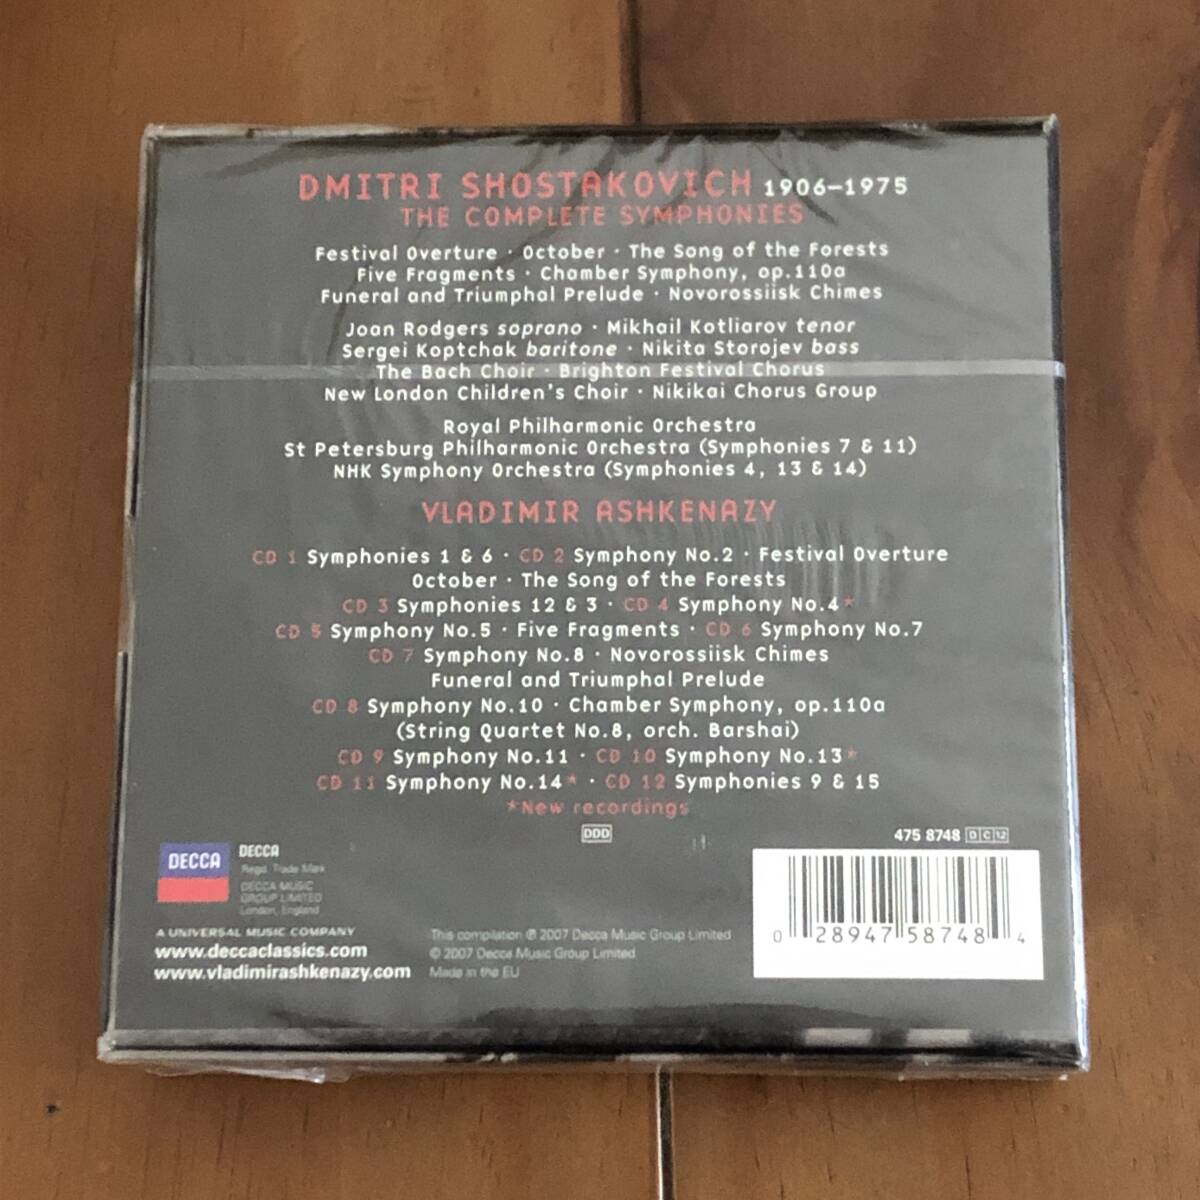 DMITRI SHOSTAKOVICH 1906–1975
THE COMPLETE SYMPHONIES
Festival Overture · October · The Song of the Forests
Five Fragments · Chamber Symphony, op.110a
Funeral and Triumphal Prelude · Novorossiisk Chimes
Joan Rodgers soprano · Mikhail Kotliarov tenor
Sergei Koptchak baritone · Nikita Storojev bass
The Bach Choir · Brighton Festival Chorus
New London Children's Choir · Nikikai Chorus Group
Royal Philharmonic Orchestra
St Petersburg Philharmonic Orchestra (Symphonies 7 & 11)
NHK Symphony Orchestra (Symphonies 4, 13 & 14)
VLADIMIR ASHKENAZY
CD 1 Symphonies 1 & 6 · CD 2 Symphony No.2 · Festival Overture
October · The Song of the Forests
CD 3 Symphonies 12 & 3 · CD 4 Symphony No.4*
CD 5 Symphony No.5 · Five Fragments · CD 6 Symphony No.7
CD 7 Symphony No.8 · Novorossiisk Chimes
Funeral and Triumphal Prelude
CD 8 Symphony No.10 · Chamber Symphony, op.110a
(String Quartet No.8, orch. Barshai)
CD 9 Symphony No.11 · CD 10 Symphony No.13*
CD 11 Symphony No.14* · CD 12 Symphonies 9 & 15
*New recordings
DDD
475 8748 DC12
DECCA
DECCA
Regd. Trade Mark
DECCA MUSIC
GROUP LIMITED
London, England
A UNIVERSAL MUSIC COMPANY
www.deccaclassics.com
www.vladimirashkenazy.com
This compilation ℗ 2007 Decca Music Group Limited
© 2007 Decca Music Group Limited
Made in the EU
0 28947 58748 4